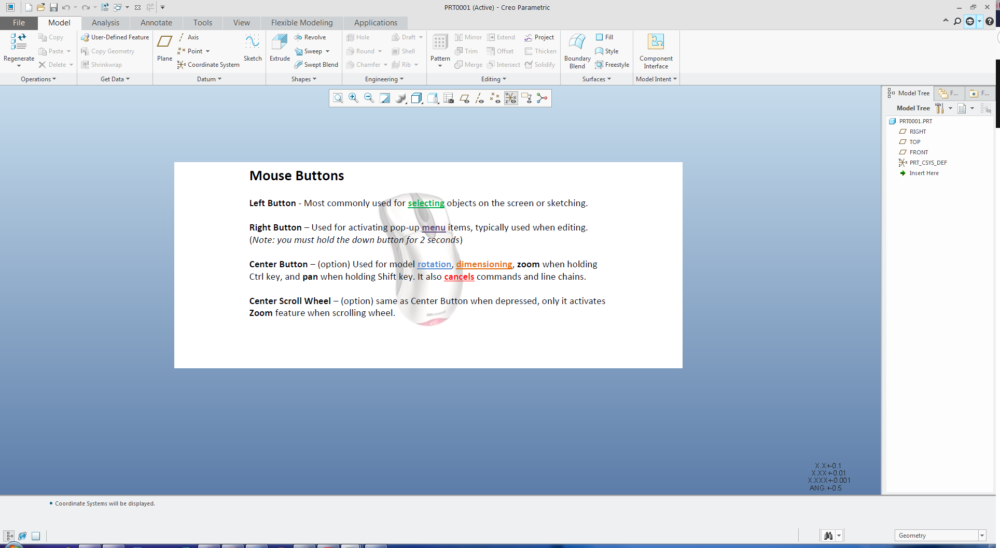 PRT0001 (Active) - Creo Parametric
File Model Analysis Annotate Tools View Flexible Modeling Applications
Regenerate
Copy
Paste
Delete
Operations
User-Defined Feature
Copy Geometry
Shrinkwrap
Get Data
Plane
Axis
Point
Coordinate System
Sketch
Datum
Extrude
Revolve
Sweep
Swept Blend
Shapes
Hole
Round
Chamfer
Draft
Shell
Rib
Engineering
Pattern
Mirror
Trim
Merge
Extend
Offset
Intersect
Project
Thicken
Solidify
Editing
Boundary
Blend
Fill
Style
Freestyle
Surfaces
Component
Interface
Model Intent
Model Tree F... F...
Model Tree
PRT0001.PRT
RIGHT
TOP
FRONT
PRT_CSYS_DEF
Insert Here
Mouse Buttons
Left Button - Most commonly used for selecting objects on the screen or sketching.
Right Button – Used for activating pop-up menu items, typically used when editing.
(Note: you must hold the down button for 2 seconds)
Center Button – (option) Used for model rotation, dimensioning, zoom when holding
Ctrl key, and pan when holding Shift key. It also cancels commands and line chains.
Center Scroll Wheel – (option) same as Center Button when depressed, only it activates
Zoom feature when scrolling wheel.
Microsoft
X.X+-0.1
X.XX+-0.01
X.XXX+-0.001
ANG.+-0.5
Coordinate Systems will be displayed.
Geometry